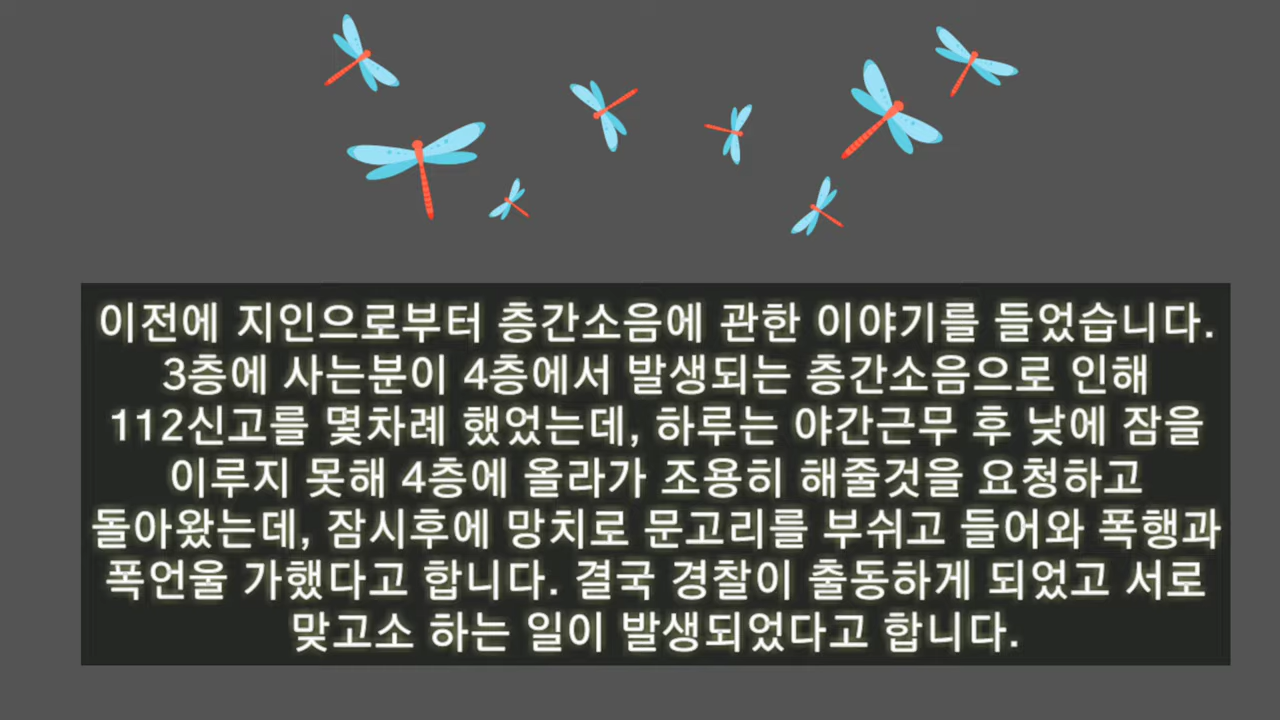 이전에 지인으로부터 층간소음에 관한 이야기를 들었습니다.
3층에 사는분이 4층에서 발생되는 층간소음으로 인해
112신고를 몇차례 했었는데, 하루는 야간근무 후 낮에 잠을
이루지 못해 4층에 올라가 조용히 해줄것을 요청하고
돌아왔는데, 잠시후에 망치로 문고리를 부쉬고 들어와 폭행과
폭언울 가했다고 합니다. 결국 경찰이 출동하게 되었고 서로
맞고소 하는 일이 발생되었다고 합니다.